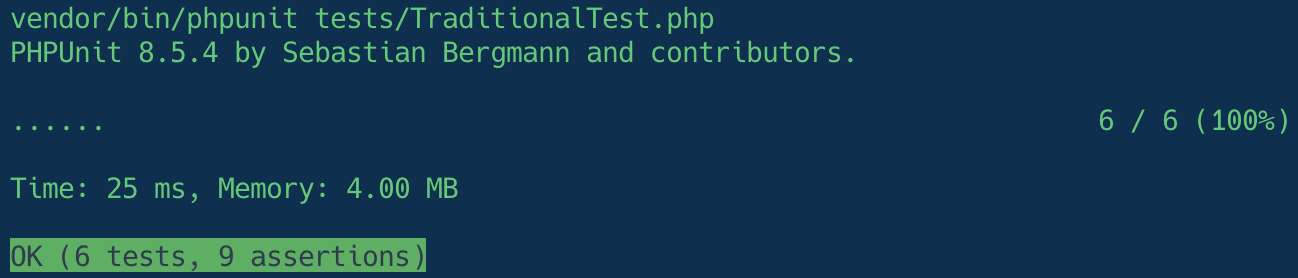 vendor/bin/phpunit tests/TraditionalTest.php
PHPUnit 8.5.4 by Sebastian Bergmann and contributors.
...... 6 / 6 (100%)
Time: 25 ms, Memory: 4.00 MB
OK (6 tests, 9 assertions)